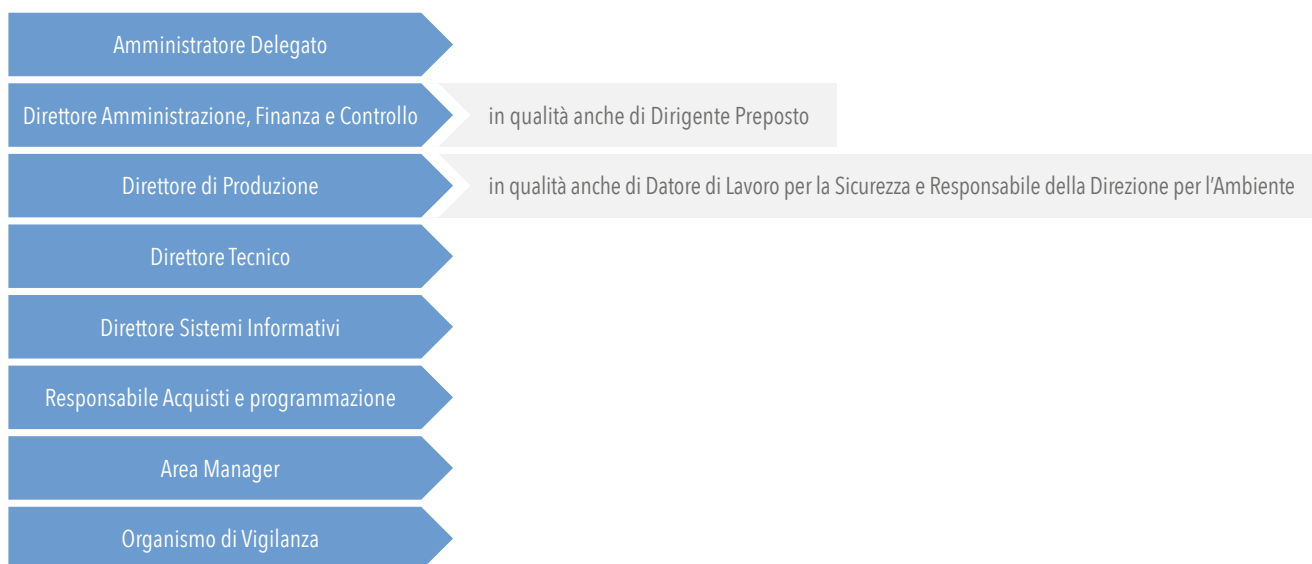 Amministratore Delegato
Direttore Amministrazione, Finanza e Controllo
in qualità anche di Dirigente Preposto
Direttore di Produzione
in qualità anche di Datore di Lavoro per la Sicurezza e Responsabile della Direzione per l’Ambiente
Direttore Tecnico
Direttore Sistemi Informativi
Responsabile Acquisti e programmazione
Area Manager
Organismo di Vigilanza